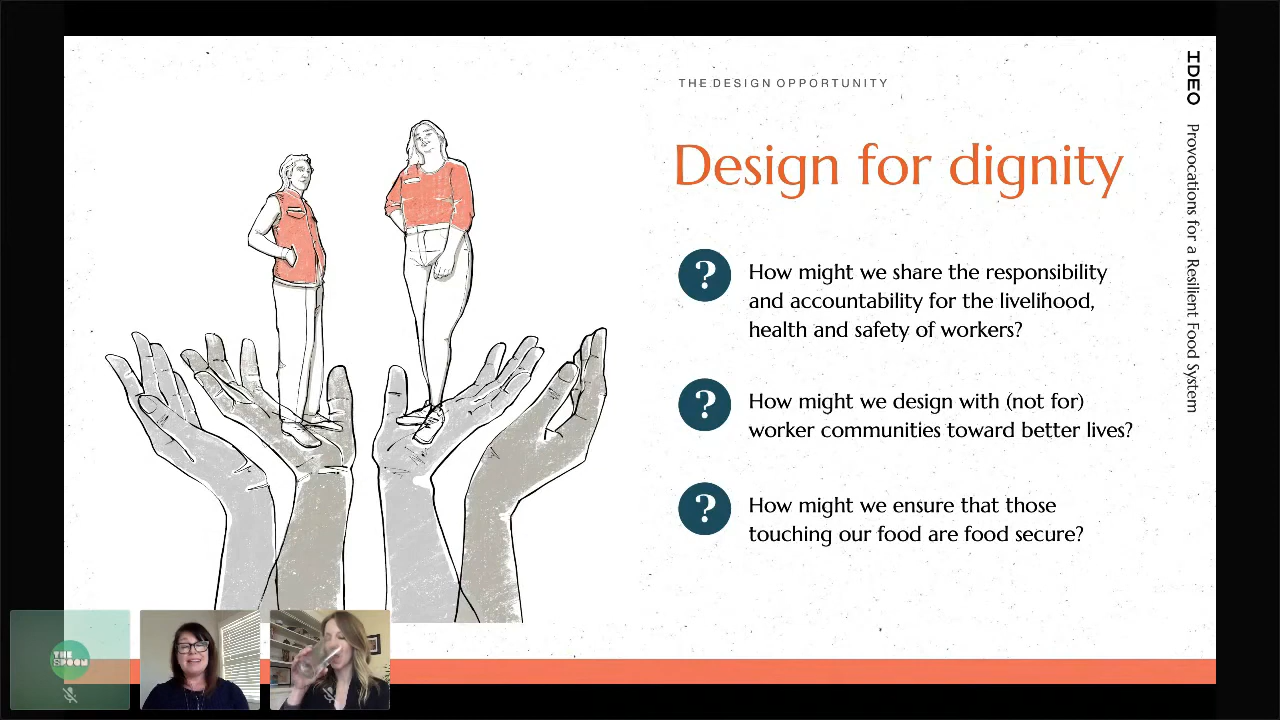 THE DESIGN OPPORTUNITY
Design for dignity
?
How might we share the responsibility
and accountability for the livelihood,
health and safety of workers?
?
How might we design with (not for)
worker communities toward better lives?
?
How might we ensure that those
touching our food are food secure?
IDEO Provocations for a Resilient Food System
THE
SPOON